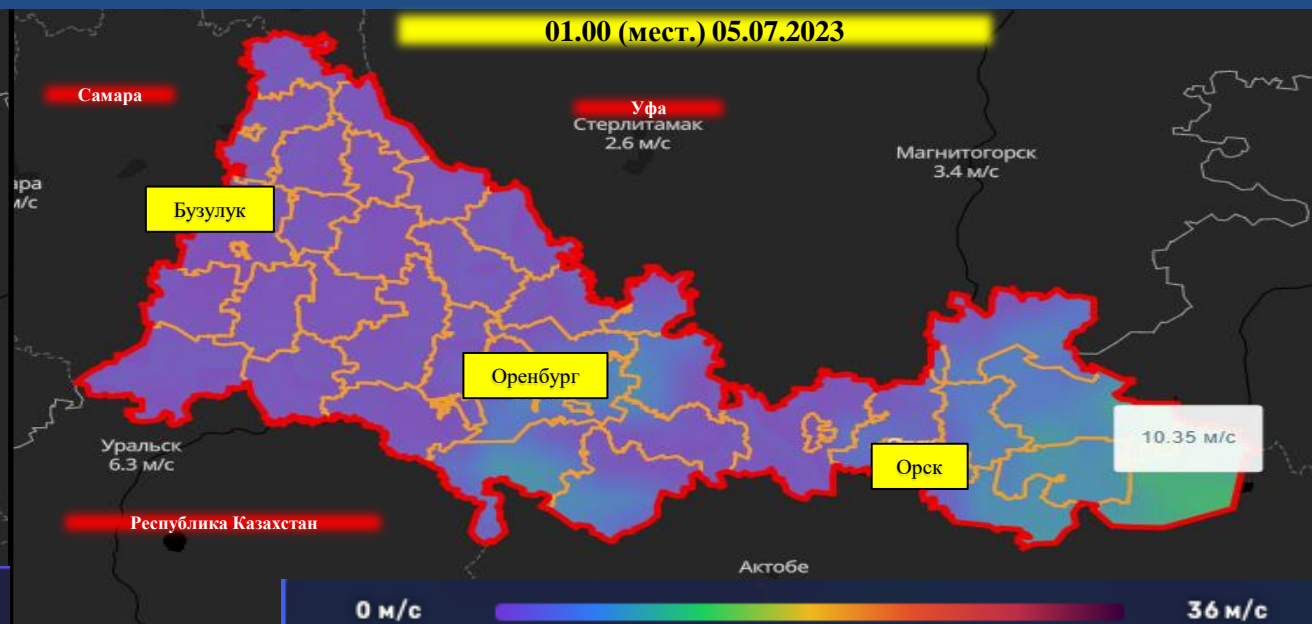 01.00 (мест.) 05.07.2023
Самара
Уфа
Стерлитамак
2.6 м/с
Магнитогорск
3.4 м/с
ара
м/с
Бузулук
Оренбург
10.35 м/с
Уральск
6.3 м/с
Орск
Республика Казахстан
Актобе
0 м/с
36 м/с